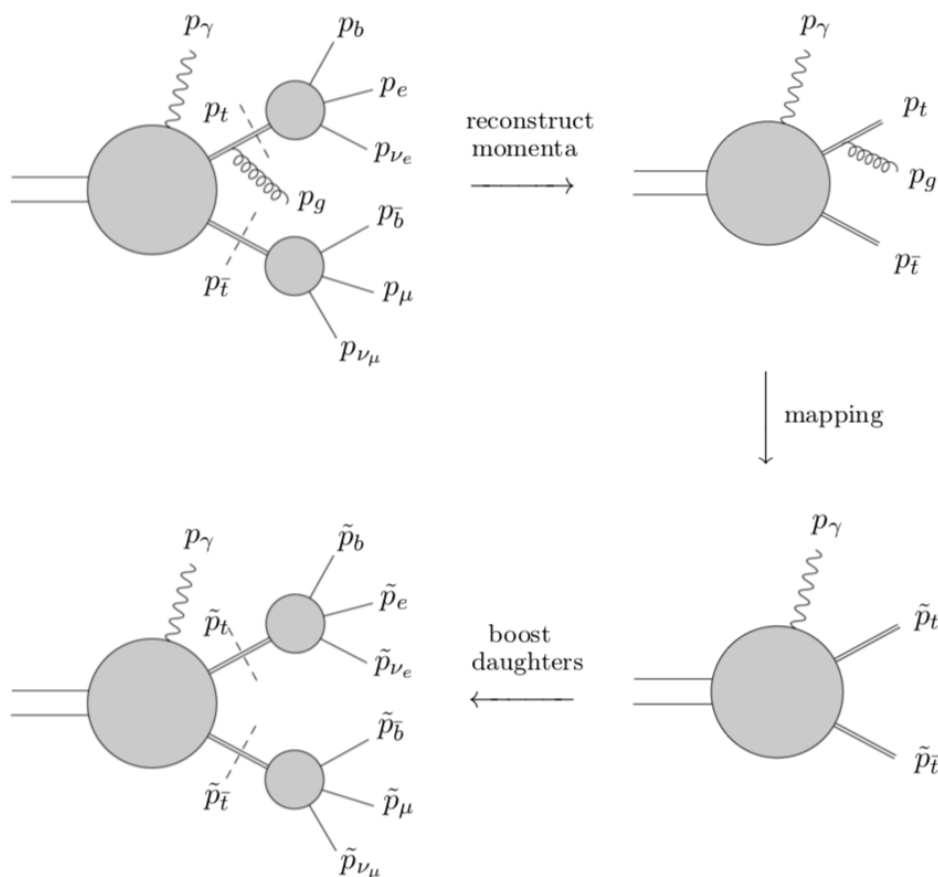 p_γ
p_b
p_t
p_e
p_{ν_e}
p_g
p_{\bar{b}}
p_{\bar{t}}
p_μ
p_{ν_μ}
reconstruct
momenta
p_γ
p_t
p_g
p_{\bar{t}}
mapping
p_γ
\tilde{p}_t
\tilde{p}_{\bar{t}}
boost
daughters
p_γ
\tilde{p}_b
\tilde{p}_t
\tilde{p}_e
\tilde{p}_{ν_e}
\tilde{p}_{\bar{b}}
\tilde{p}_{\bar{t}}
\tilde{p}_μ
\tilde{p}_{ν_μ}